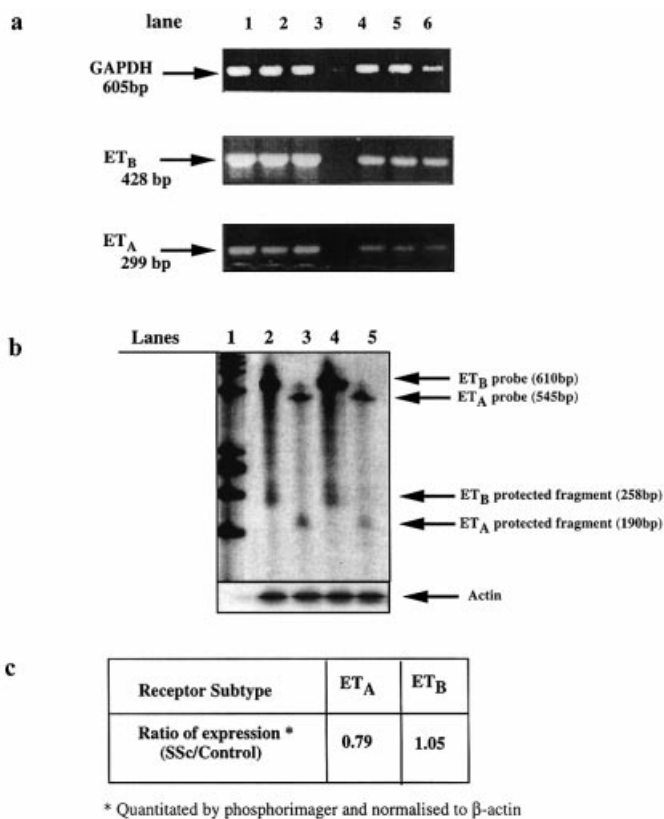 a
lane 1 2 3 4 5 6
GAPDH
605bp
ETB
428 bp
ETA
299 bp
b
Lanes 1 2 3 4 5
ETB probe (610bp)
ETA probe (545bp)
ETB protected fragment (258bp)
ETA protected fragment (190bp)
Actin
c
Receptor Subtype ETA ETB
Ratio of expression * 0.79 1.05
(SSc/Control)
* Quantitated by phosphorimager and normalised to β-actin